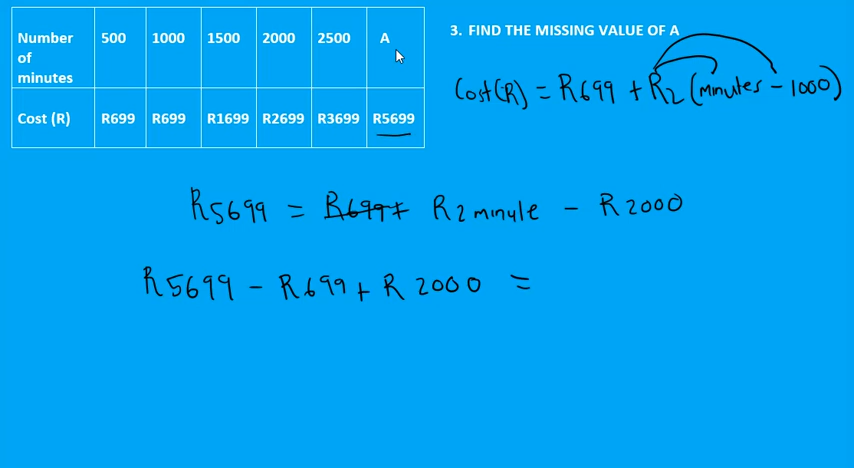 Number of minutes 500 1000 1500 2000 2500 A
Cost (R) R699 R699 R1699 R2699 R3699 R5699
3. FIND THE MISSING VALUE OF A
Cost(R) = R699 + R2 (minutes - 1000)
R5699 = R699+ R2 minute - R2000
R5699 - R699 + R 2000 =